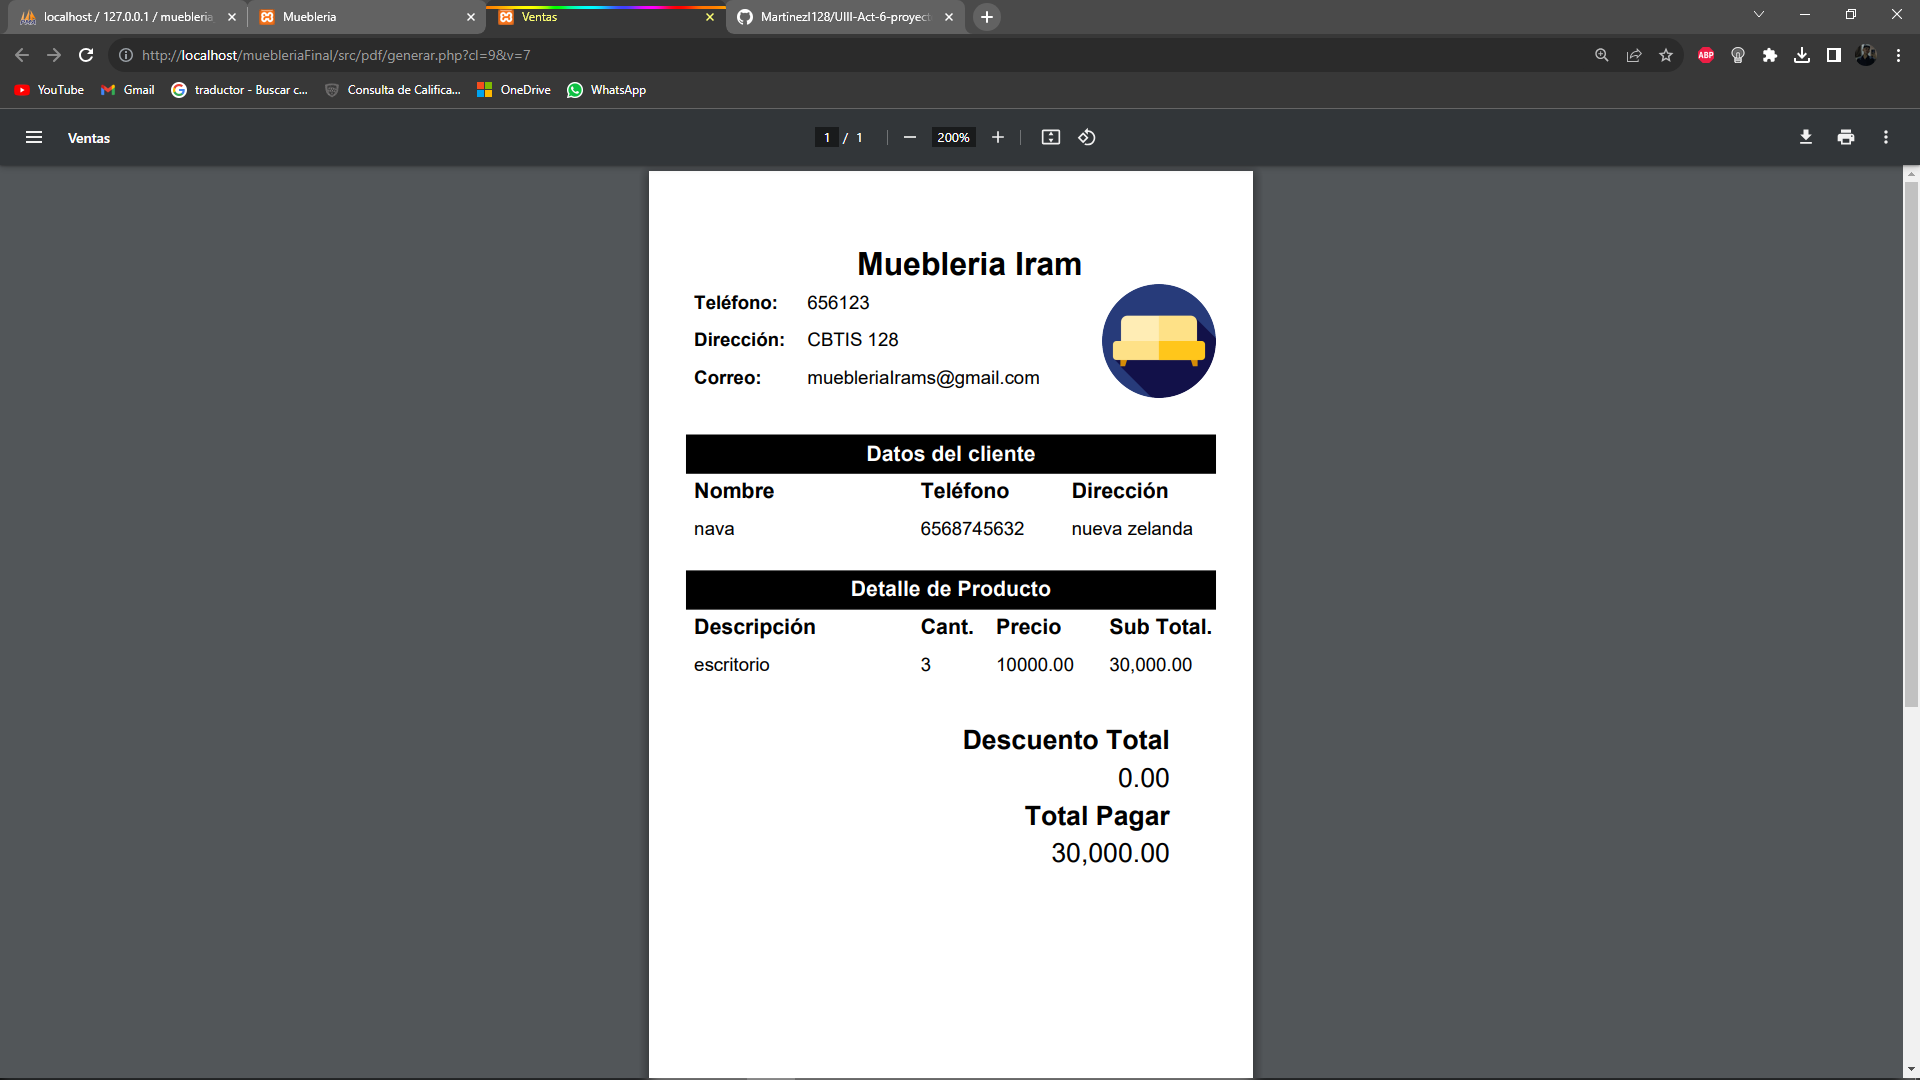 localhost / 127.0.0.1 / muebleria
Muebleria
Ventas
MartinezI128/UIII-Act-6-proyect
http://localhost/muebleriaFinal/src/pdf/generar.php?cl=9&v=7
ABP
YouTube
Gmail
traductor - Buscar c...
Consulta de Califica...
OneDrive
WhatsApp
Ventas
1 / 1
200%
Muebleria Iram
Teléfono: 656123
Dirección: CBTIS 128
Correo: muebleriaIrams@gmail.com
Datos del cliente
Nombre Teléfono Dirección
nava 6568745632 nueva zelanda
Detalle de Producto
Descripción Cant. Precio Sub Total.
escritorio 3 10000.00 30,000.00
Descuento Total
0.00
Total Pagar
30,000.00